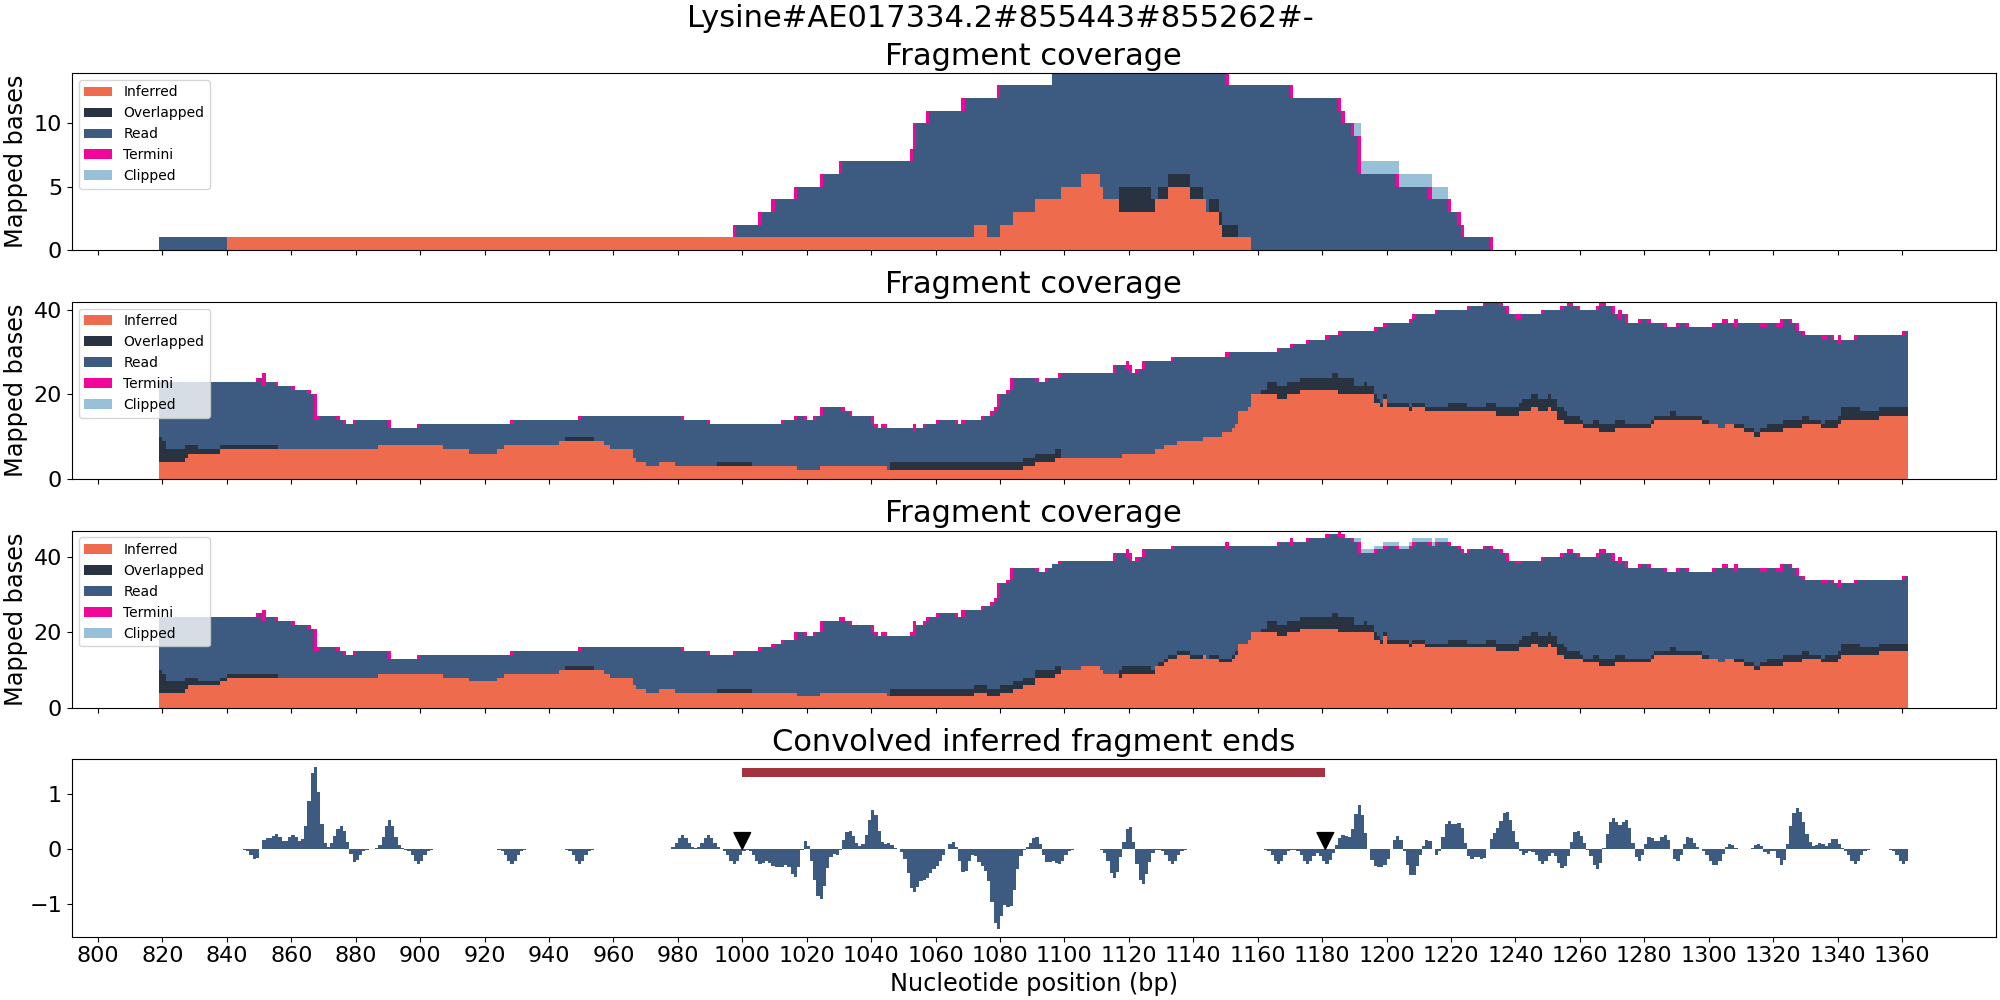 Lysine#AE017334.2#855443#855262#-
Fragment coverage
Mapped bases
10
5
0
Inferred
Overlapped
Read
Termini
Clipped
Fragment coverage
Mapped bases
40
20
0
Inferred
Overlapped
Read
Termini
Clipped
Fragment coverage
Mapped bases
40
20
0
Inferred
Overlapped
Read
Termini
Clipped
Convolved inferred fragment ends
1
0
−1
800 820 840 860 880 900 920 940 960 980 1000 1020 1040 1060 1080 1100 1120 1140 1160 1180 1200 1220 1240 1260 1280 1300 1320 1340 1360
Nucleotide position (bp)